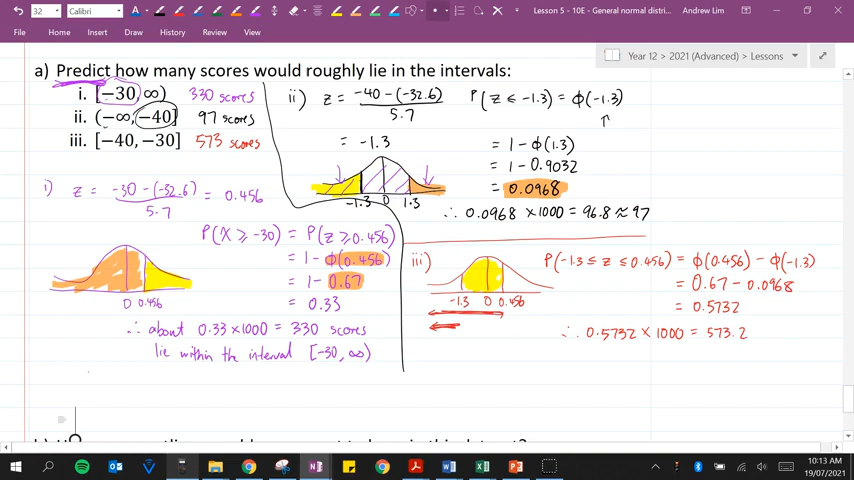 32
Calibri
Lesson 5 - 10E - General normal distri...
Andrew Lim
File
Home
Insert
Draw
History
Review
View
Year 12 > 2021 (Advanced) > Lessons
a) Predict how many scores would roughly lie in the intervals:
i. [−30, ∞) 330 scores
ii. (−∞, −40] 97 scores
iii. [−40, −30] 573 scores
i) z = −30 − (−32.6) / 5.7 = 0.456
P(X ≥ −30) = P(z ≥ 0.456)
= 1 − ϕ(0.456)
= 1 − 0.67
= 0.33
0 0.456
∴ about 0.33 × 1000 = 330 scores
lie within the interval [−30, ∞)
ii) z = −40 − (−32.6) / 5.7
= −1.3
−1.3 0 1.3
P(z ≤ −1.3) = ϕ(−1.3)
= 1 − ϕ(1.3)
= 1 − 0.9032
= 0.0968
∴ 0.0968 × 1000 = 96.8 ≈ 97
iii) P(−1.3 ≤ z ≤ 0.456) = ϕ(0.456) − ϕ(−1.3)
= 0.67 − 0.0968
= 0.5732
−1.3 0 0.456
∴ 0.5732 × 1000 = 573.2
10:13 AM
19/07/2021